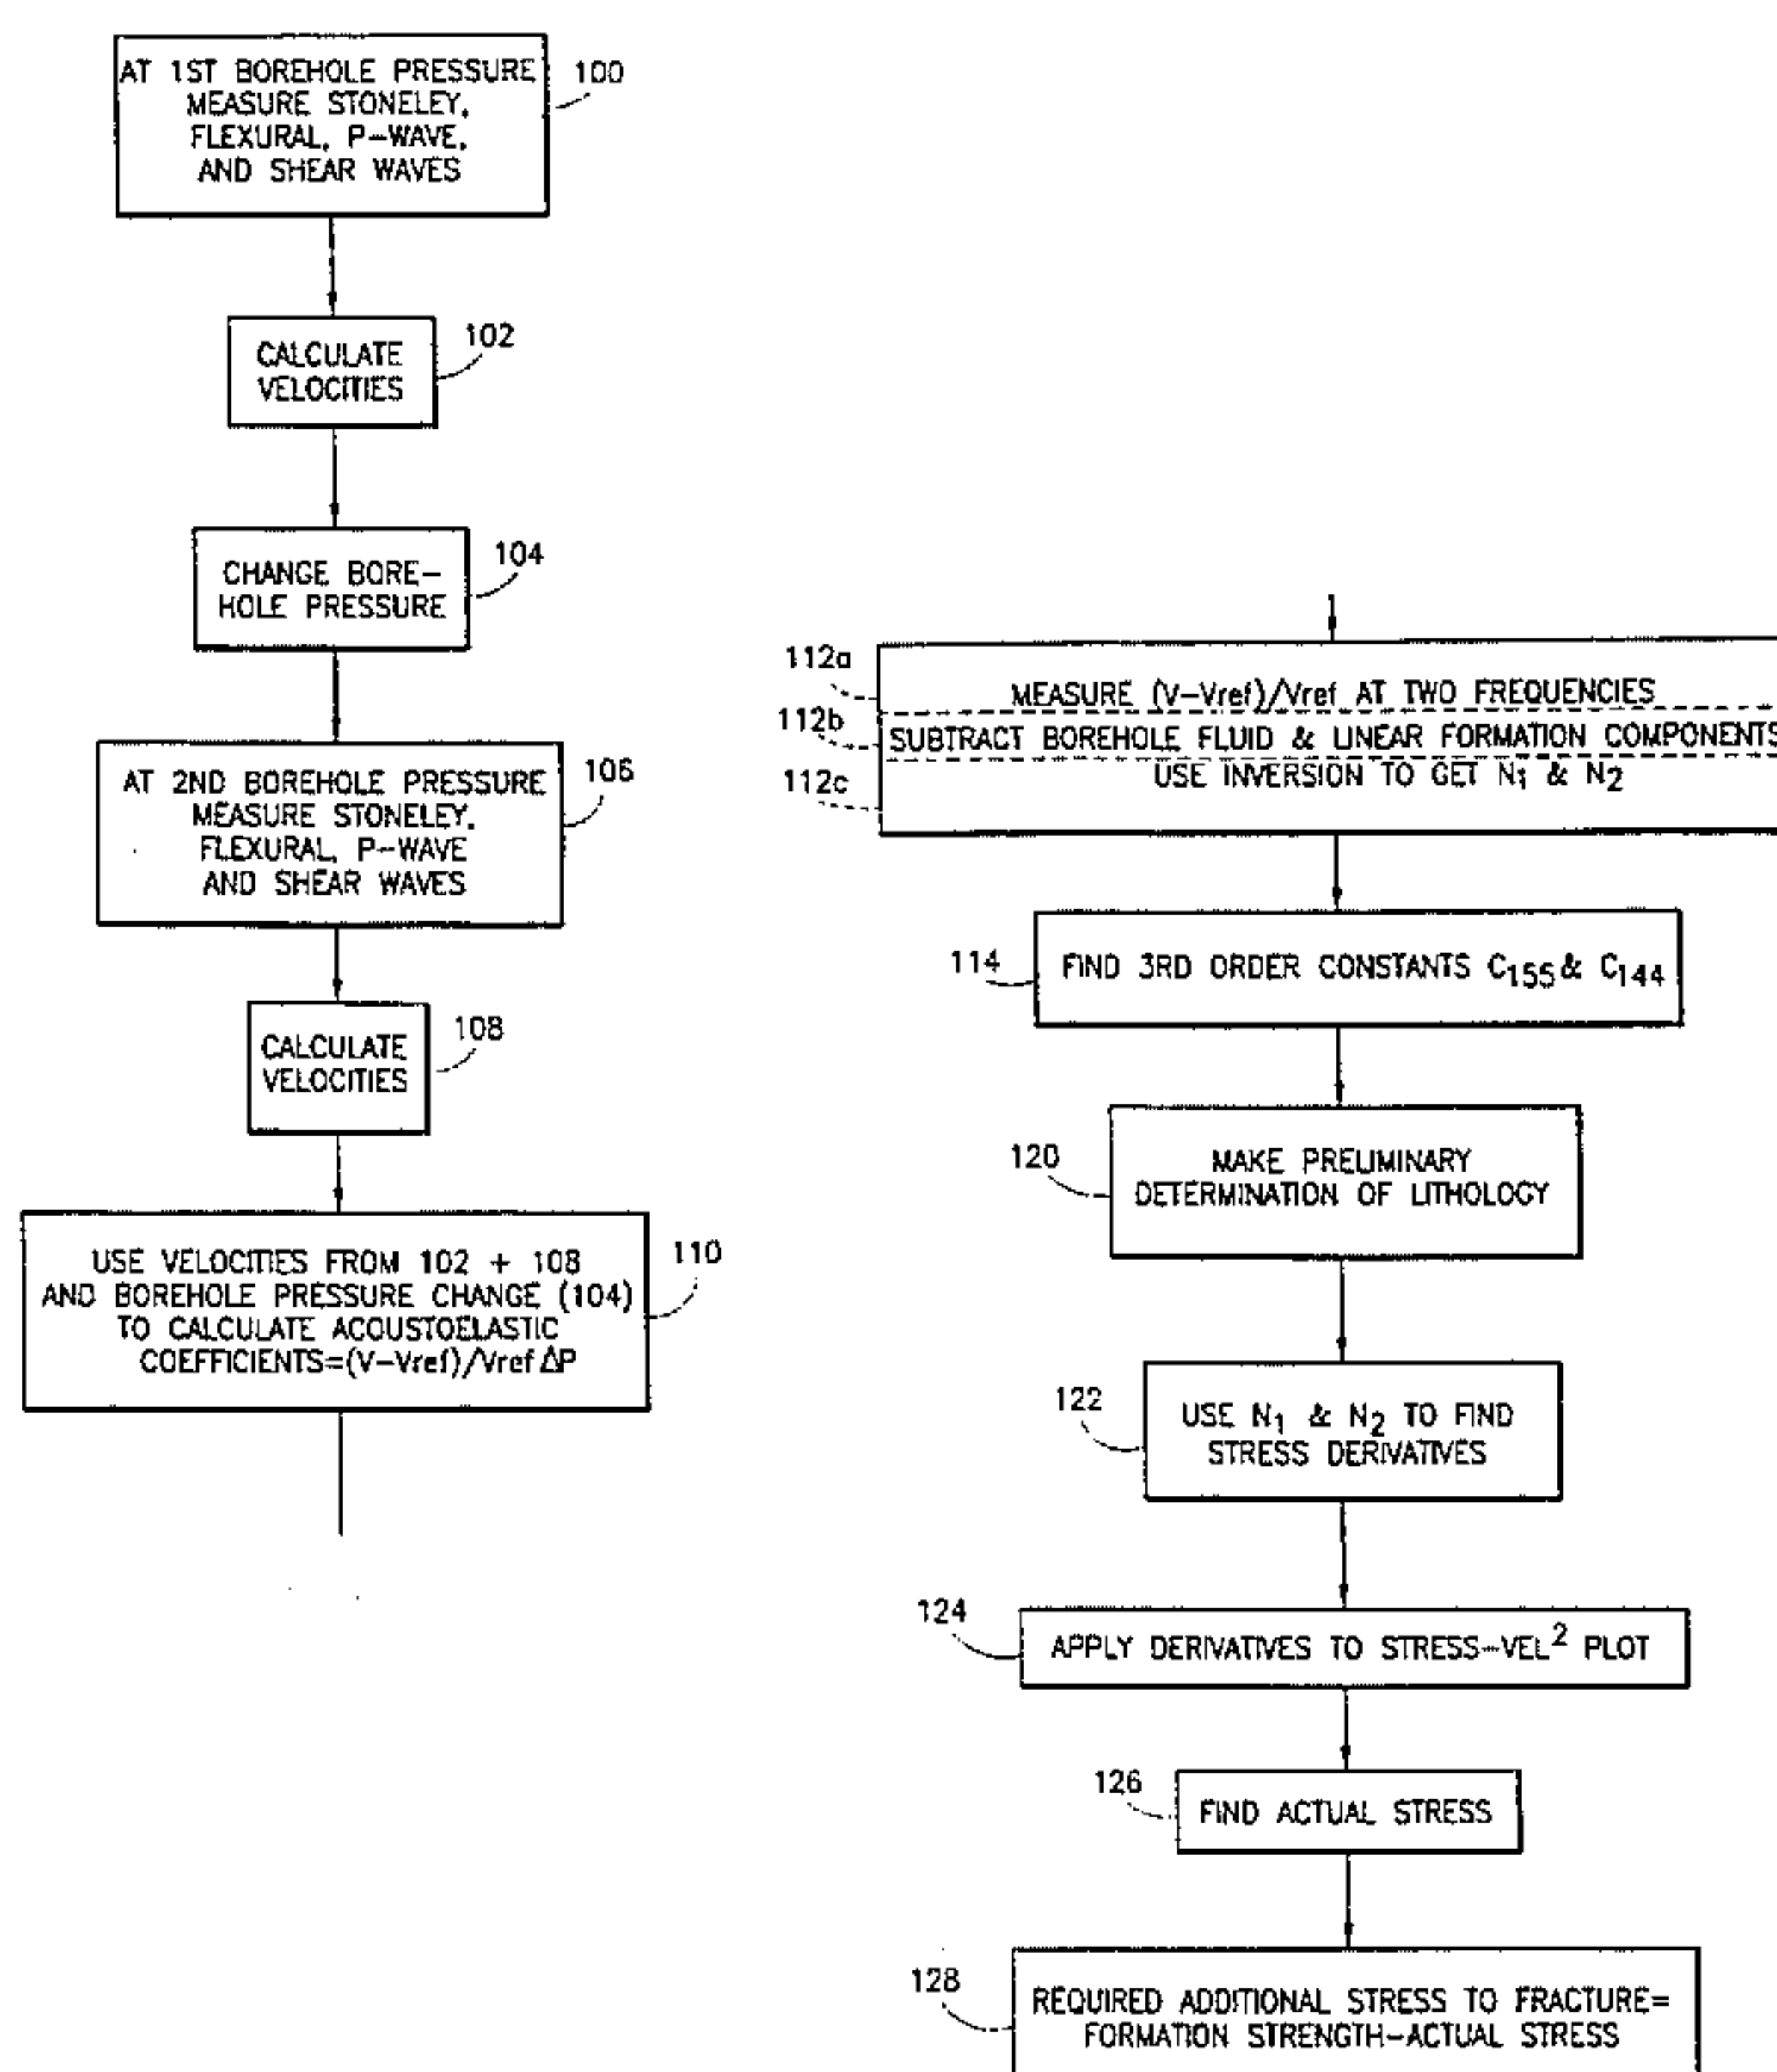 AT 1ST BOREHOLE PRESSURE
MEASURE STONELEY,
FLEXURAL, P-WAVE,
AND SHEAR WAVES
100
CALCULATE
VELOCITIES
102
CHANGE BORE-
HOLE PRESSURE
104
AT 2ND BOREHOLE PRESSURE
MEASURE STONELEY,
FLEXURAL, P-WAVE
AND SHEAR WAVES
106
CALCULATE
VELOCITIES
108
USE VELOCITIES FROM 102 + 108
AND BOREHOLE PRESSURE CHANGE (104)
TO CALCULATE ACOUSTOELASTIC
COEFFICIENTS=(V-Vref)/Vref ΔP
110
112a
MEASURE (V-Vref)/Vref AT TWO FREQUENCIES
112b
SUBTRACT BOREHOLE FLUID & LINEAR FORMATION COMPONENTS
112c
USE INVERSION TO GET N₁ & N₂
114
FIND 3RD ORDER CONSTANTS C₁₅₅ & C₁₄₄
120
MAKE PRELIMINARY
DETERMINATION OF LITHOLOGY
122
USE N₁ & N₂ TO FIND
STRESS DERIVATIVES
124
APPLY DERIVATIVES TO STRESS-VEL² PLOT
126
FIND ACTUAL STRESS
128
REQUIRED ADDITIONAL STRESS TO FRACTURE=
FORMATION STRENGTH-ACTUAL STRESS